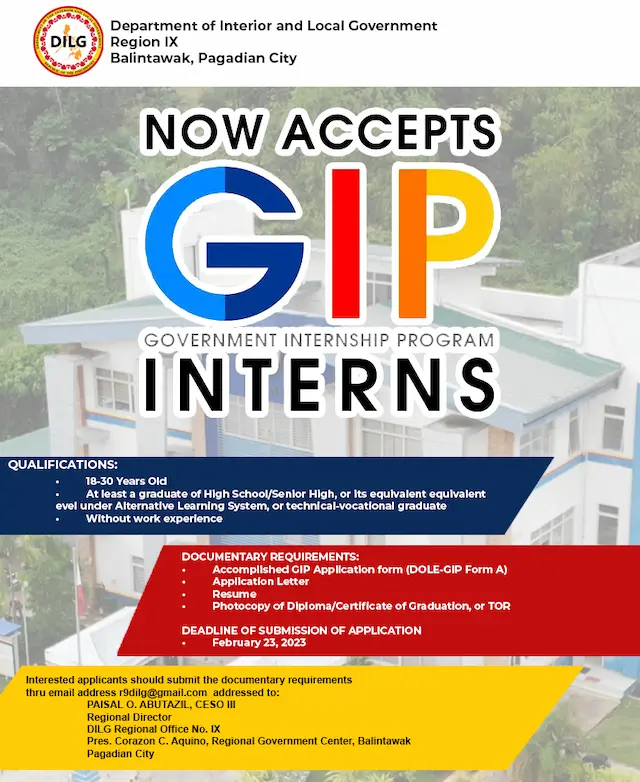 DILG
Department of Interior and Local Government
Region IX
Balintawak, Pagadian City
NOW ACCEPTS
GIP
GOVERNMENT INTERNSHIP PROGRAM
INTERNS
QUALIFICATIONS:
• 18-30 Years Old
• At least a graduate of High School/Senior High, or its equivalent equivalent
evel under Alternative Learning System, or technical-vocational graduate
• Without work experience
DOCUMENTARY REQUIREMENTS:
• Accomplished GIP Application form (DOLE-GIP Form A)
• Application Letter
• Resume
• Photocopy of Diploma/Certificate of Graduation, or TOR
DEADLINE OF SUBMISSION OF APPLICATION
• February 23, 2023
Interested applicants should submit the documentary requirements
thru email address r9dilg@gmail.com addressed to:
PAISAL O. ABUTAZIL, CESO III
Regional Director
DILG Regional Office No. IX
Pres. Corazon C. Aquino, Regional Government Center, Balintawak
Pagadian City